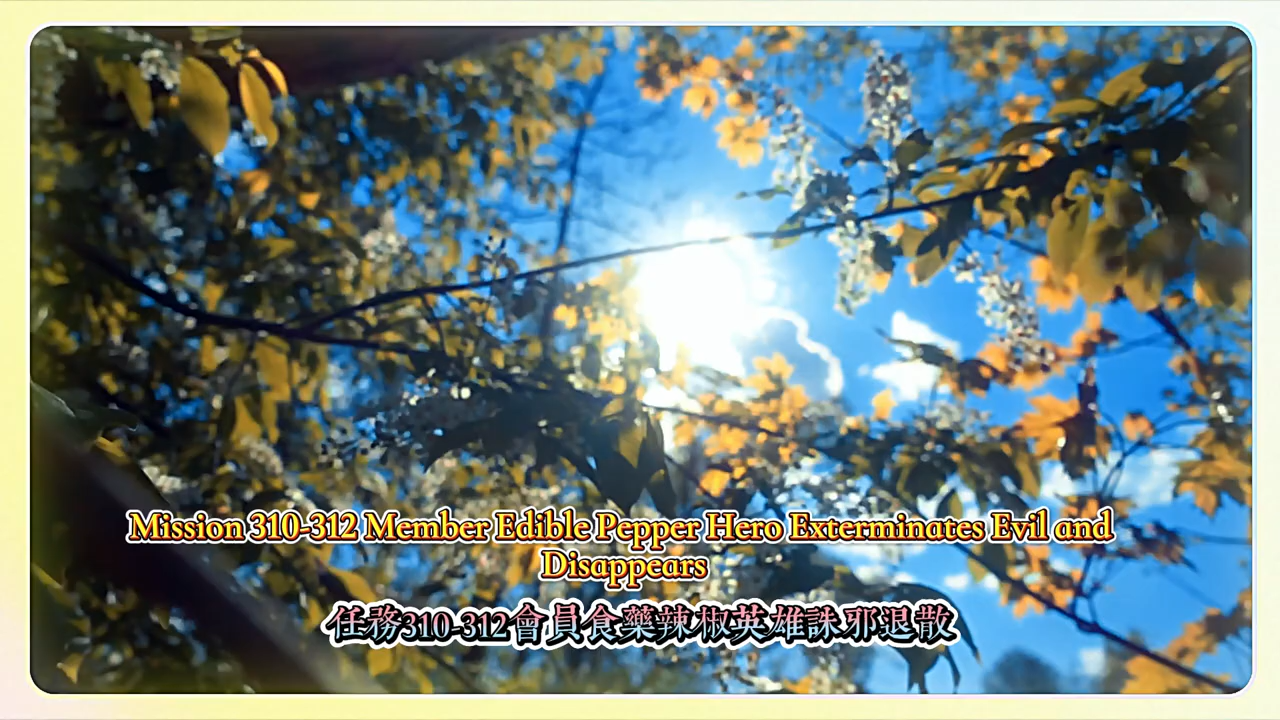 Mission 310-312 Member Edible Pepper Hero Exterminates Evil and
Disappears
任務310-312會員食藥辣椒英雄誅邪退散